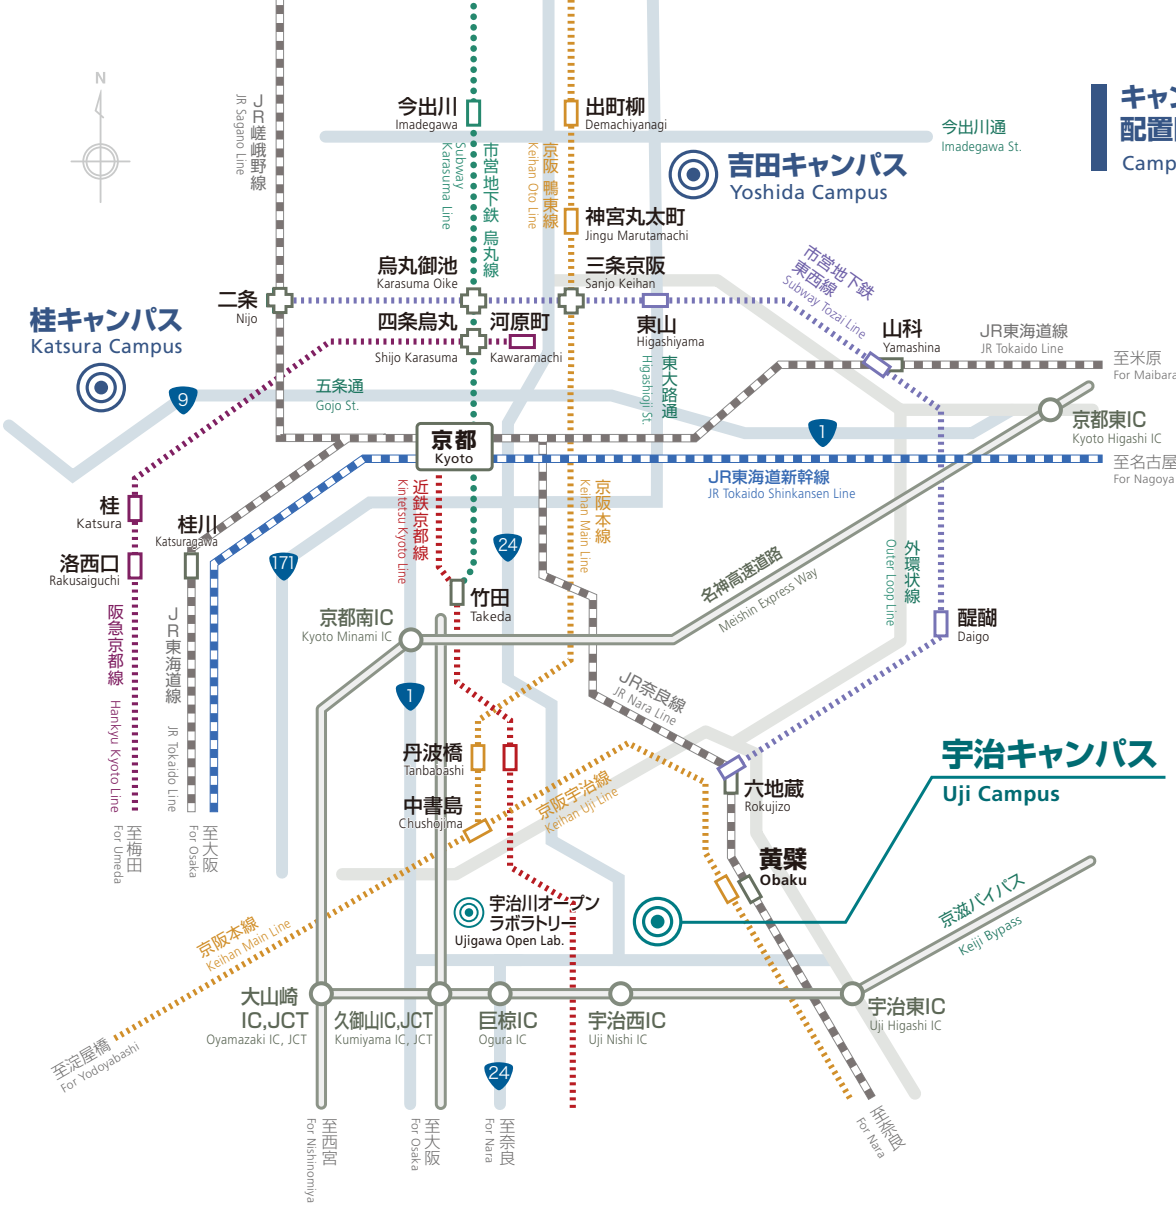 N
JR嵯峨野線
JR Sagano Line
今出川
Imadegawa
市営地下鉄 烏丸線
Subway
Karasuma Line
出町柳
Demachiyanagi
京阪 鴨東線
Keihan Oto Line
今出川通
Imadegawa St.
キャン
配置
Camp
吉田キャンパス
Yoshida Campus
神宮丸太町
Jingu Marutamachi
烏丸御池
Karasuma Oike
三条京阪
Sanjo Keihan
市営地下鉄
東西線
Subway Tozai Line
二条
Nijo
桂キャンパス
Katsura Campus
四条烏丸
Shijo Karasuma
河原町
Kawaramachi
東山
Higashiyama
東大路通
Higashioji St.
山科
Yamashina
JR東海道線
JR Tokaido Line
至米原
For Maibara
9
五条通
Gojo St.
京都
Kyoto
1
京都東IC
Kyoto Higashi IC
至名古屋
For Nagoya
JR東海道新幹線
JR Tokaido Shinkansen Line
桂
Katsura
桂川
Katsuragawa
洛西口
Rakusaiguchi
近鉄京都線
Kintetsu Kyoto Line
京阪本線
Keihan Main Line
24
171
名神高速道路
Meishin Express Way
外環状線
Outer Loop Line
竹田
Takeda
京都南IC
Kyoto Minami IC
醍醐
Daigo
阪急京都線 Hankyu Kyoto Line
JR東海道線 JR Tokaido Line
1
JR奈良線
JR Nara Line
丹波橋
Tanbabashi
六地蔵
Rokujizo
宇治キャンパス
Uji Campus
中書島
Chushojima
京阪宇治線
Keihan Uji Line
至梅田
For Umeda
至大阪
For Osaka
黄檗
Obaku
宇治川オープン
ラボラトリー
Ujigawa Open Lab.
京滋バイパス
Keiji Bypass
京阪本線
Keihan Main Line
大山崎
IC,JCT
Oyamazaki IC, JCT
久御山IC,JCT
Kumiyama IC, JCT
巨椋IC
Ogura IC
宇治西IC
Uji Nishi IC
宇治東IC
Uji Higashi IC
至淀屋橋
For Yodoyabashi
24
至西宮
For Nishinomiya
至大阪
For Osaka
至奈良
For Nara
至奈良
For Nara